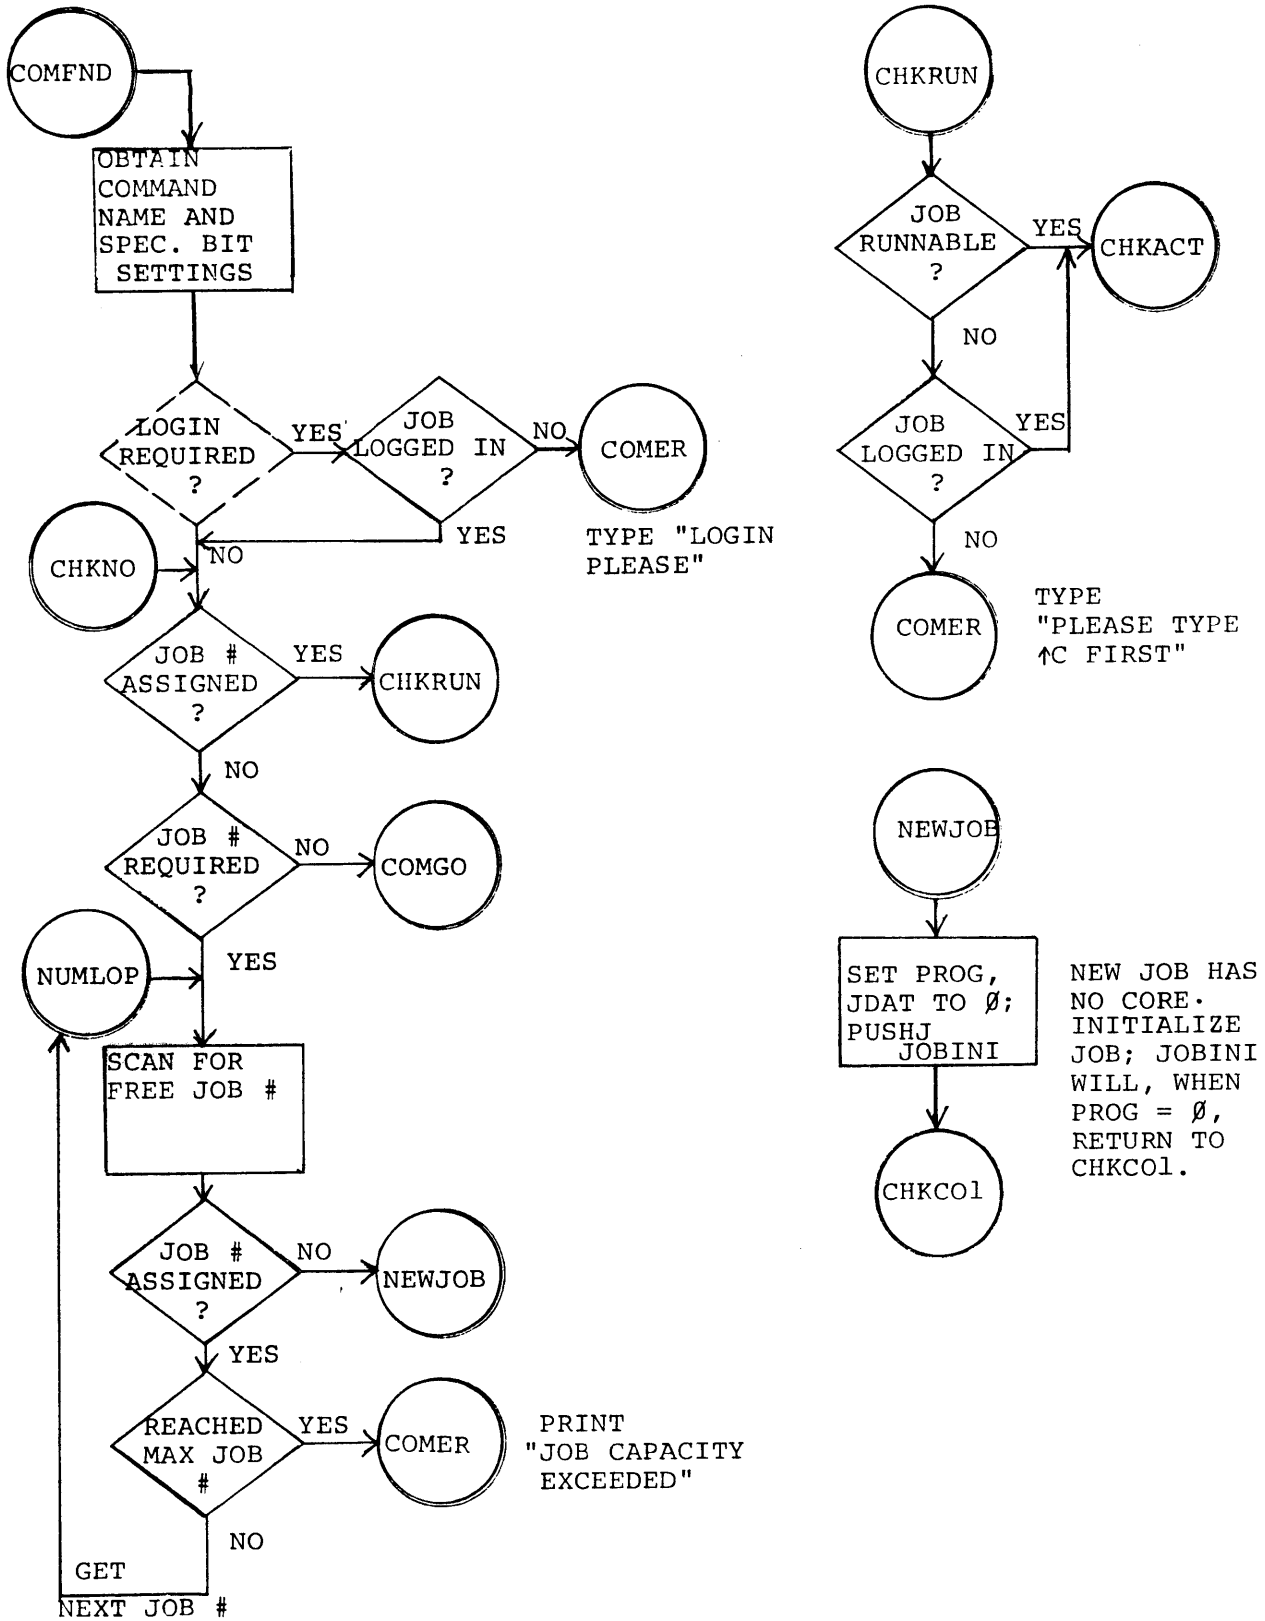 COMFND
OBTAIN
COMMAND
NAME AND
SPEC. BIT
SETTINGS
LOGIN
REQUIRED
?
YES
JOB
LOGGED IN
?
NO
COMER
TYPE "LOGIN
PLEASE"
YES
NO
CHKNO
JOB #
ASSIGNED
?
YES
CHKRUN
NO
JOB #
REQUIRED
?
NO
COMGO
YES
NUMLOP
SCAN FOR
FREE JOB #
JOB #
ASSIGNED
?
NO
NEWJOB
YES
REACHED
MAX JOB
#
YES
COMER
PRINT
"JOB CAPACITY
EXCEEDED"
NO
GET
NEXT JOB #
CHKRUN
JOB
RUNNABLE
?
YES
CHKACT
NO
JOB
LOGGED IN
?
YES
NO
COMER
TYPE
"PLEASE TYPE
↑C FIRST"
NEWJOB
SET PROG,
JDAT TO Ø;
PUSHJ
JOBINI
NEW JOB HAS
NO CORE.
INITIALIZE
JOB; JOBINI
WILL, WHEN
PROG = Ø,
RETURN TO
CHKCO1.
CHKCO1